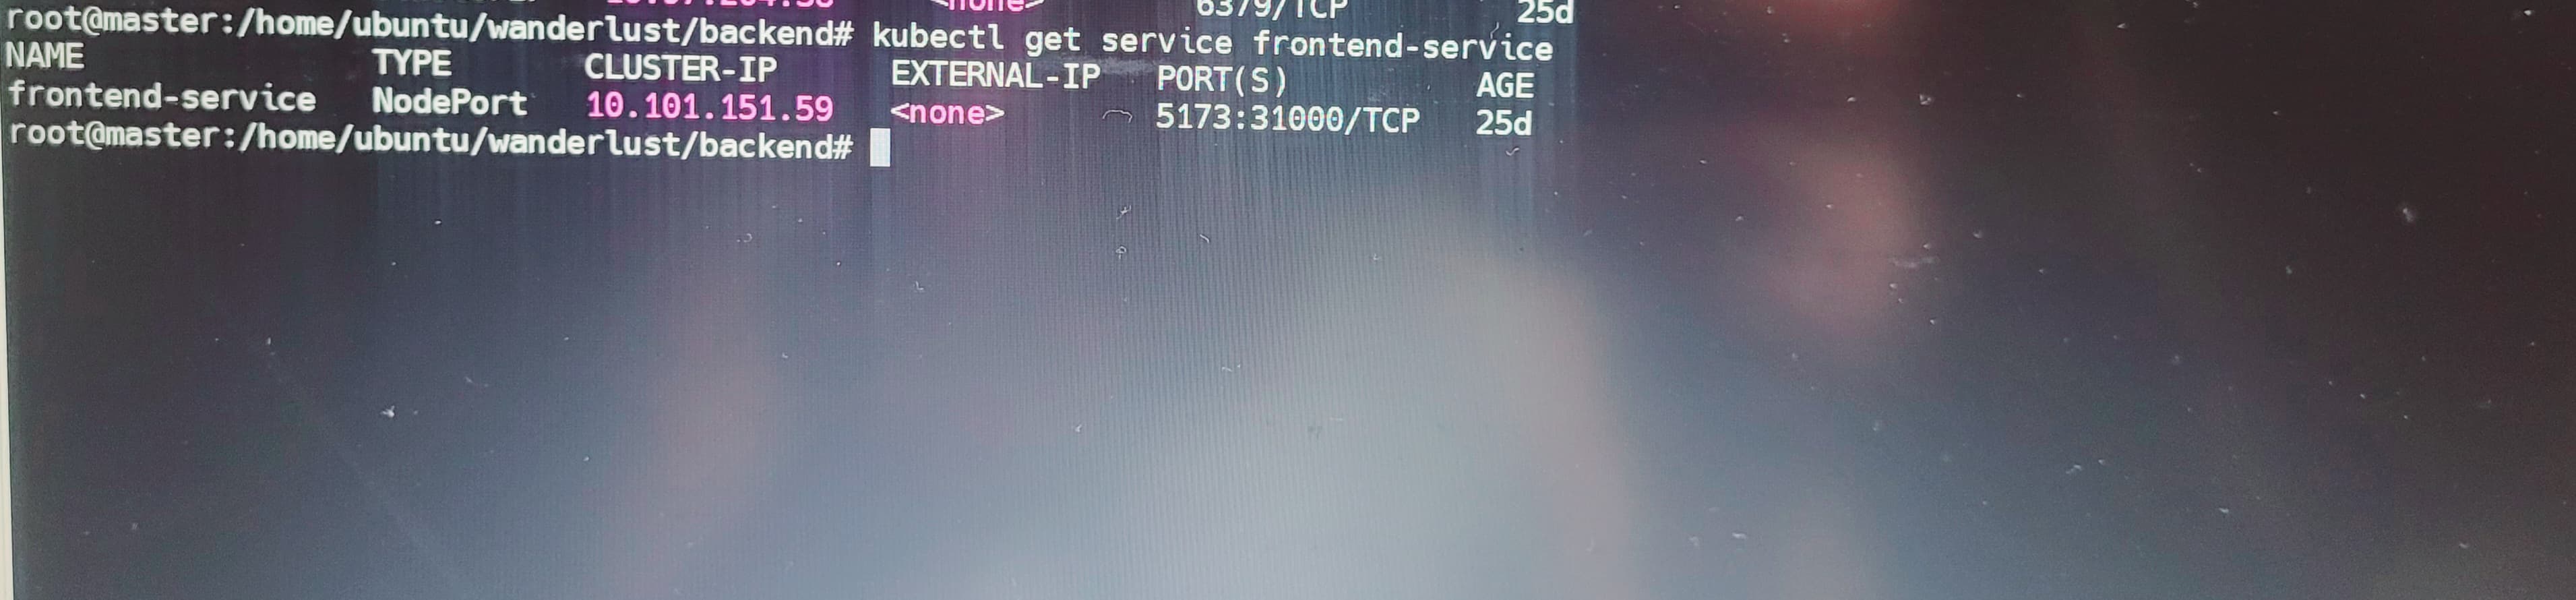 <none> 6379/TCP 25d
root@master:/home/ubuntu/wanderlust/backend# kubectl get service frontend-service
NAME TYPE CLUSTER-IP EXTERNAL-IP PORT(S) AGE
frontend-service NodePort 10.101.151.59 <none> 5173:31000/TCP 25d
root@master:/home/ubuntu/wanderlust/backend#